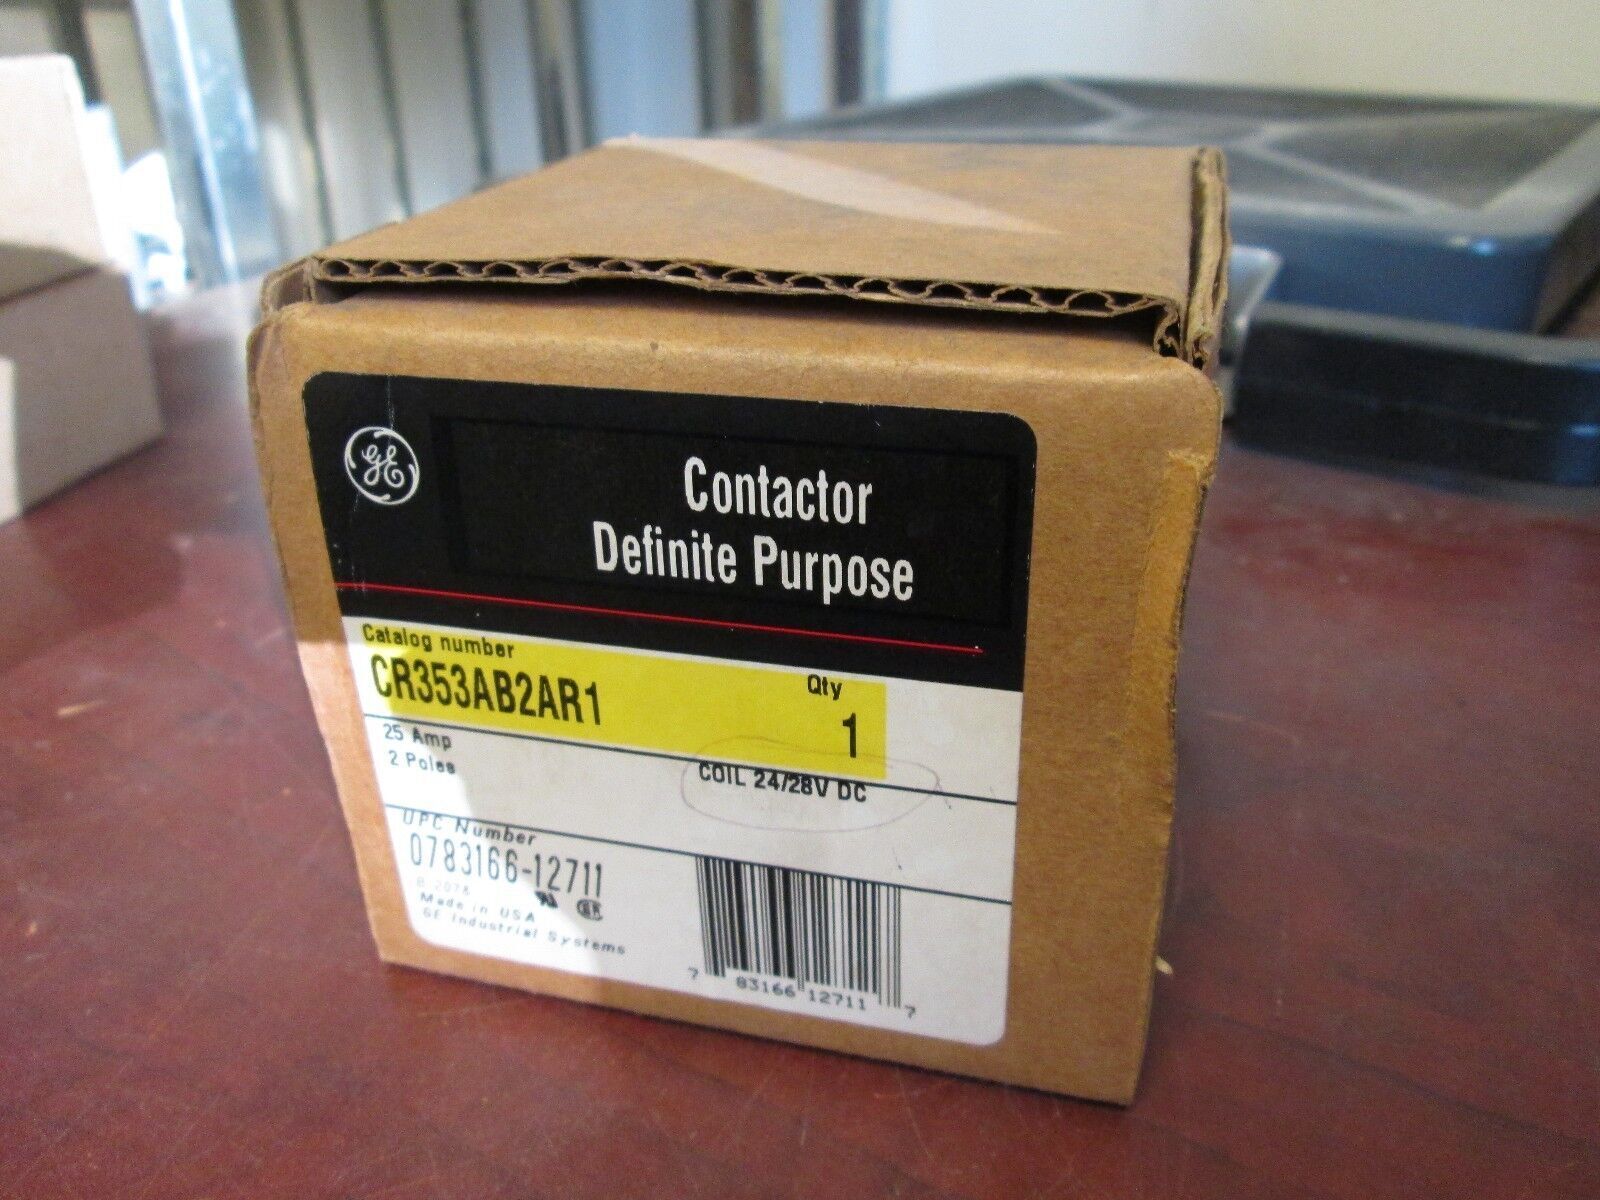 GE
Contactor
Definite Purpose
Catalog number
CR353AB2AR1
Qty
1
25 Amp
2 Poles
COIL 24/28V DC
UPC Number
0783166-12711
B-2078
Made in USA
GE Industrial Systems
7 83166 12711 7